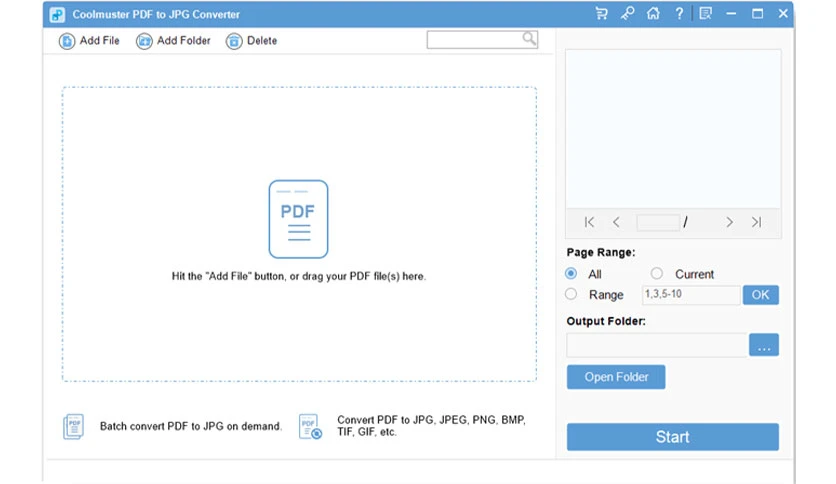 Coolmuster PDF to JPG Converter
?
Add File
Add Folder
Delete
PDF
Hit the "Add File" button, or drag your PDF file(s) here.
/
Page Range:
All
Current
Range
1,3,5-10
OK
Output Folder:
...
Open Folder
PDF
Batch convert PDF to JPG on demand.
PDF
Convert PDF to JPG, JPEG, PNG, BMP,
TIF, GIF, etc.
Start